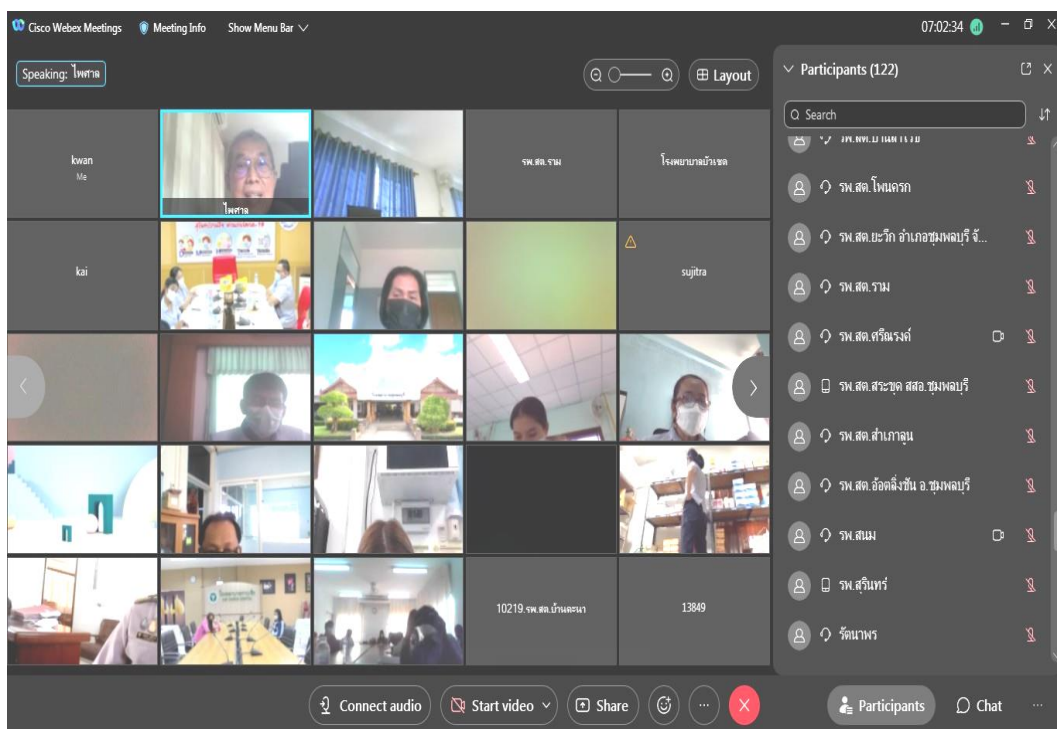 Cisco Webex Meetings
Meeting Info
Show Menu Bar
07:02:34
Speaking: ไพศาล
Layout
Participants (122)
Search
kwan
Me
ไพศาล
รพ.สต.ราม
โรงพยาบาลบัวเชด
kai
sujitra
10219.รพ.สต.บ้านตะนา
13849
รพ.สต.โพนครก
รพ.สต.ยะวึก อำเภอชุมพลบุรี จั...
รพ.สต.ราม
รพ.สต.ศรีณรงค์
รพ.สต.สระขุด สสอ.ชุมพลบุรี
รพ.สต.สำเภาลูน
รพ.สต.อ้อตลิ่งชัน อ.ชุมพลบุรี
รพ.สนม
รพ.สุรินทร์
รัตนาพร
Connect audio
Start video
Share
Participants
Chat